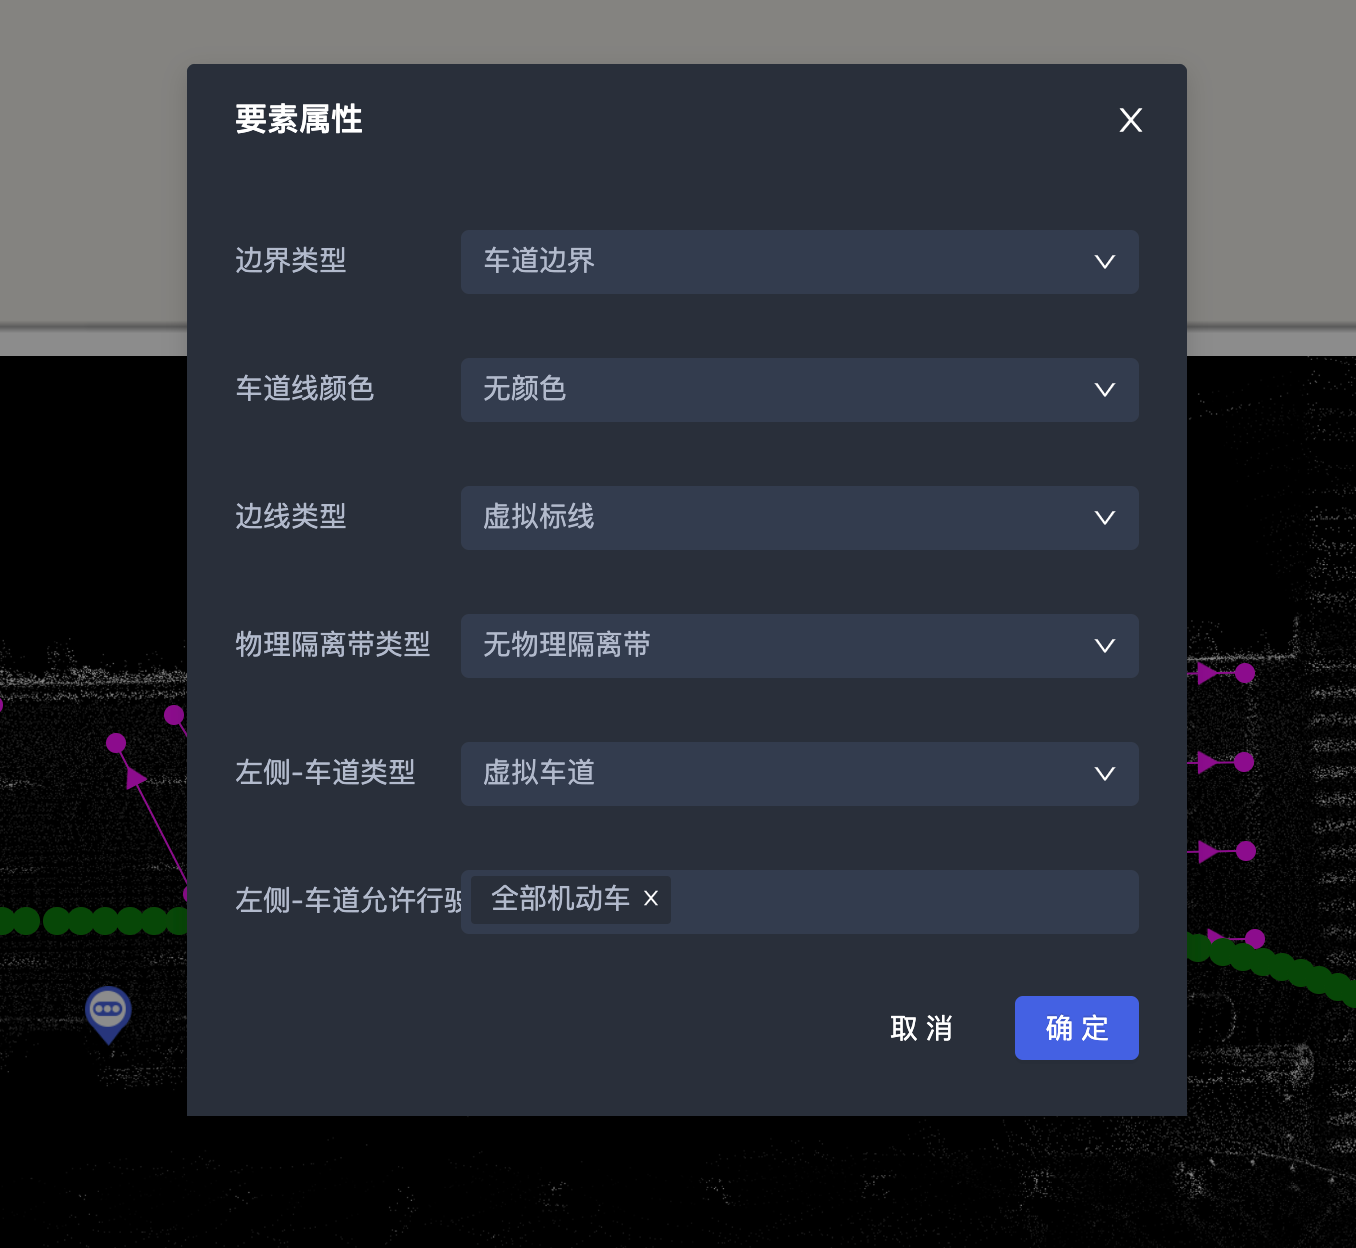 要素属性
边界类型 车道边界
车道线颜色 无颜色
边线类型 虚拟标线
物理隔离带类型 无物理隔离带
左侧-车道类型 虚拟车道
左侧-车道允许行驶 全部机动车
取消 确定